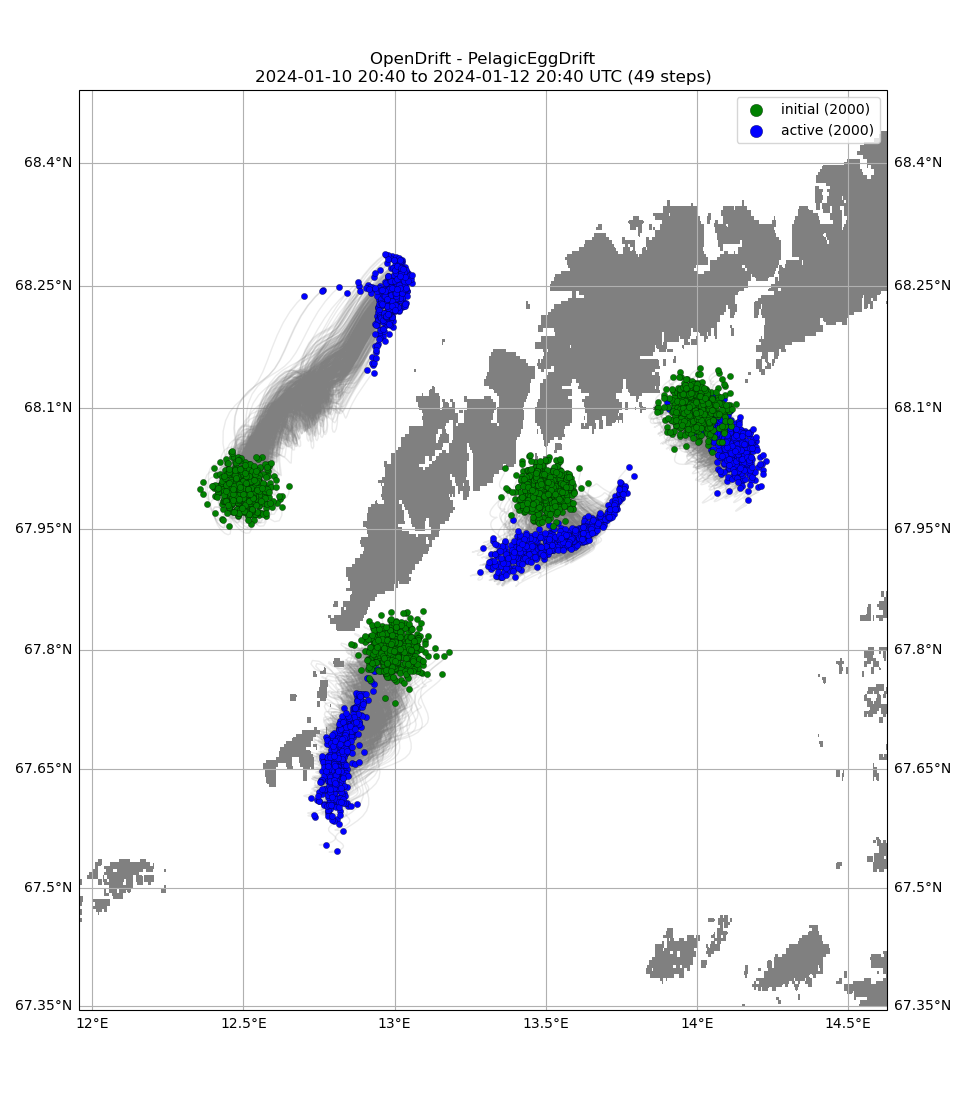 OpenDrift - PelagicEggDrift
2024-01-10 20:40 to 2024-01-12 20:40 UTC (49 steps)
initial (2000)
active (2000)
68.4°N 68.4°N
68.25°N 68.25°N
68.1°N 68.1°N
67.95°N 67.95°N
67.8°N 67.8°N
67.65°N 67.65°N
67.5°N 67.5°N
67.35°N 67.35°N
12°E 12.5°E 13°E 13.5°E 14°E 14.5°E